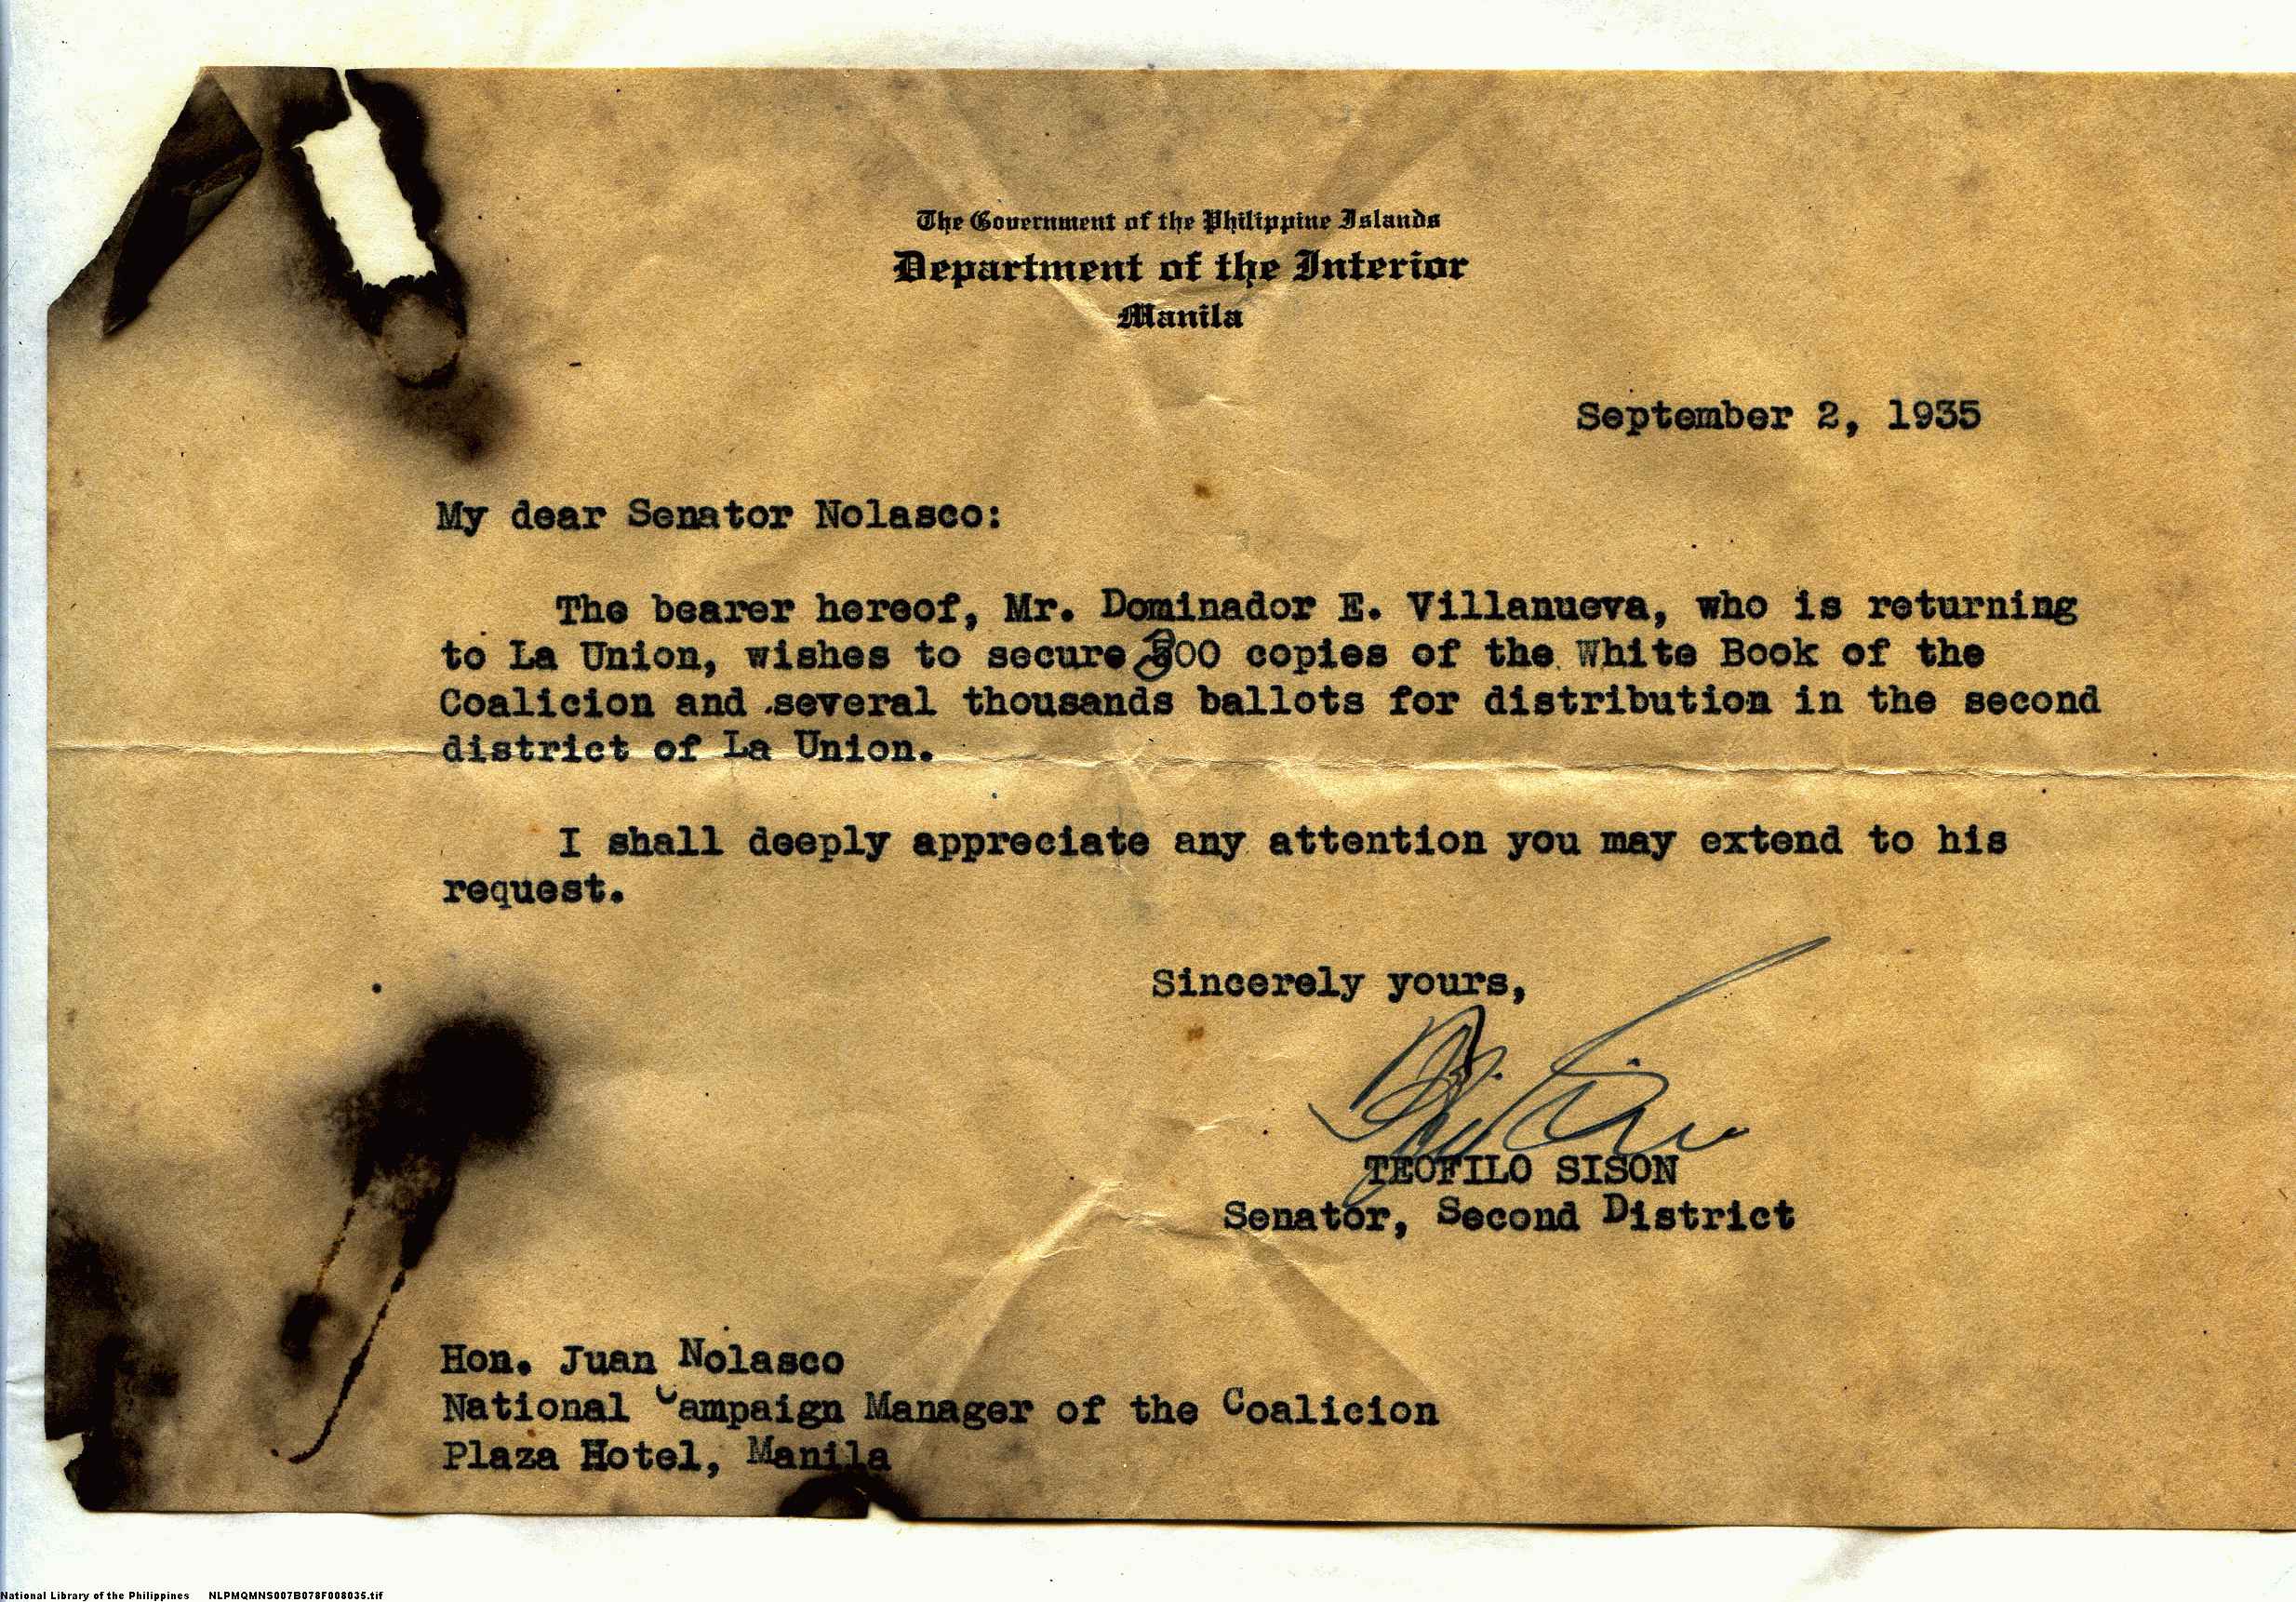 The Government of the Philippine Islands
Department of the Interior
Manila
September 2, 1935
My dear Senator Nolasco:
The bearer hereof, Mr. Dominador E. Villanueva, who is returning
to La Union, wishes to secure 300 copies of the White Book of the
Coalicion and several thousands ballots for distribution in the second
district of La Union.
I shall deeply appreciate any attention you may extend to his
request.
Sincerely yours,
TEOFILO SISON
Senator, Second District
Hon. Juan Nolasco
National Campaign Manager of the Coalicion
Plaza Hotel, Manila
National Library of the Philippines NLPMQMNS007B078F008035.tif